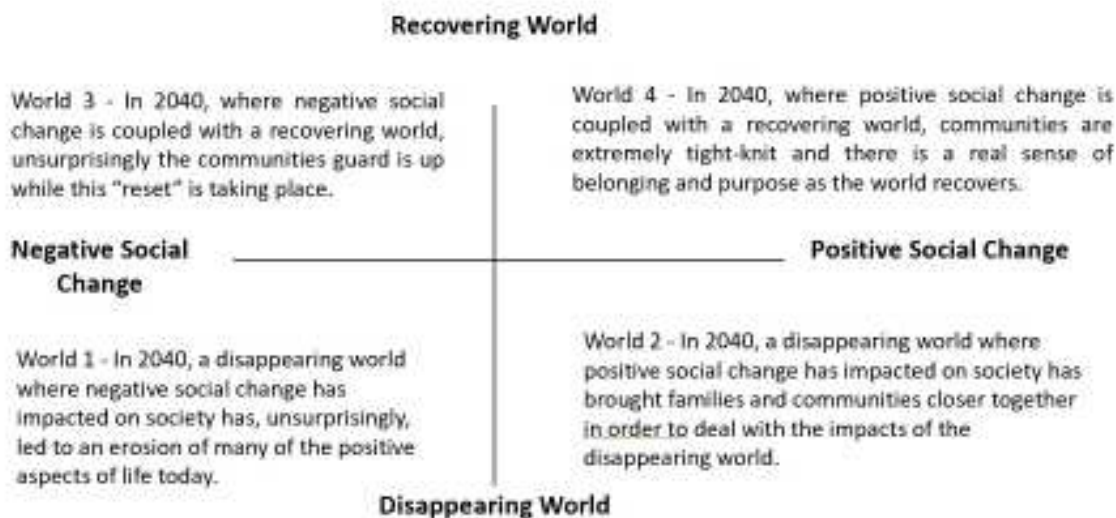 Recovering World
World 3 - In 2040, where negative social
change is coupled with a recovering world,
unsurprisingly the communities guard is up
while this “reset” is taking place.
World 4 - In 2040, where positive social change is
coupled with a recovering world, communities are
extremely tight-knit and there is a real sense of
belonging and purpose as the world recovers.
Negative Social
Change
Positive Social Change
World 1 - In 2040, a disappearing world
where negative social change has
impacted on society has, unsurprisingly,
led to an erosion of many of the positive
aspects of life today.
World 2 - In 2040, a disappearing world where
positive social change has impacted on society has
brought families and communities closer together
in order to deal with the impacts of the
disappearing world.
Disappearing World